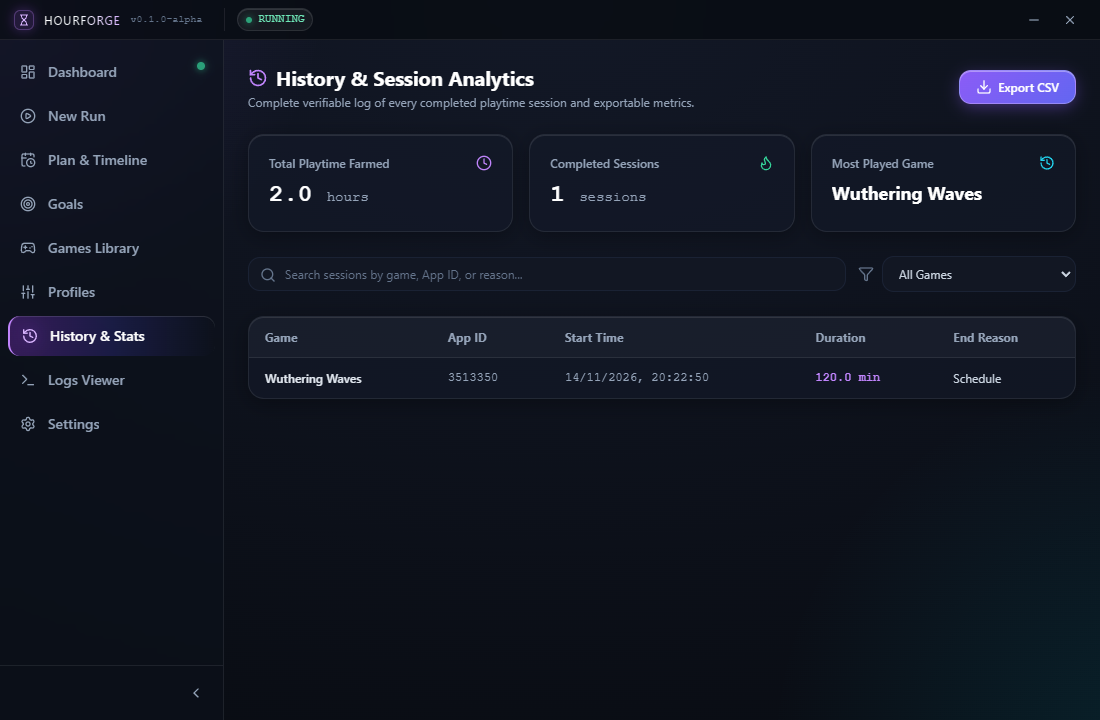 HOURFORGE v0.1.0-alpha RUNNING
Dashboard
New Run
Plan & Timeline
Goals
Games Library
Profiles
History & Stats
Logs Viewer
Settings
History & Session Analytics
Complete verifiable log of every completed playtime session and exportable metrics.
Export CSV
Total Playtime Farmed
2.0 hours
Completed Sessions
1 sessions
Most Played Game
Wuthering Waves
Search sessions by game, App ID, or reason...
All Games
Game App ID Start Time Duration End Reason
Wuthering Waves 3513350 14/11/2026, 20:22:50 120.0 min Schedule